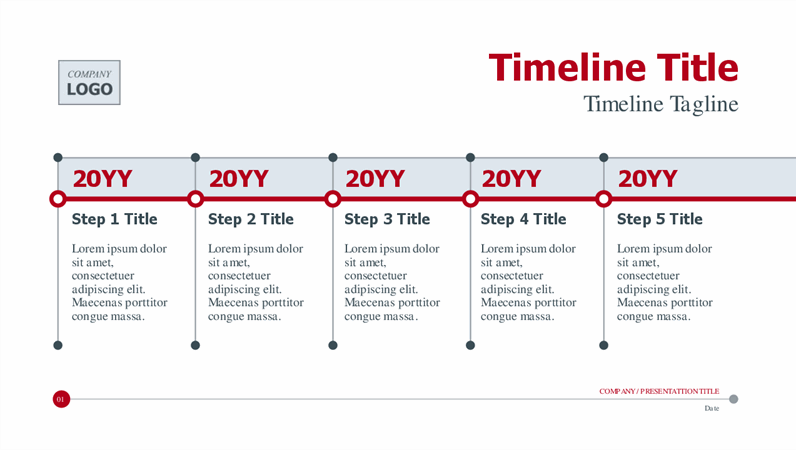 COMPANY
LOGO
Timeline Title
Timeline Tagline
20YY
20YY
20YY
20YY
20YY
Step 1 Title
Lorem ipsum dolor
sit amet,
consectetuer
adipiscing elit.
Maecenas porttitor
congue massa.
Step 2 Title
Lorem ipsum dolor
sit amet,
consectetuer
adipiscing elit.
Maecenas porttitor
congue massa.
Step 3 Title
Lorem ipsum dolor
sit amet,
consectetuer
adipiscing elit.
Maecenas porttitor
congue massa.
Step 4 Title
Lorem ipsum dolor
sit amet,
consectetuer
adipiscing elit.
Maecenas porttitor
congue massa.
Step 5 Title
Lorem ipsum dolor
sit amet,
consectetuer
adipiscing elit.
Maecenas porttitor
congue massa.
01
COMPANY / PRESENTATTION TITLE
Date